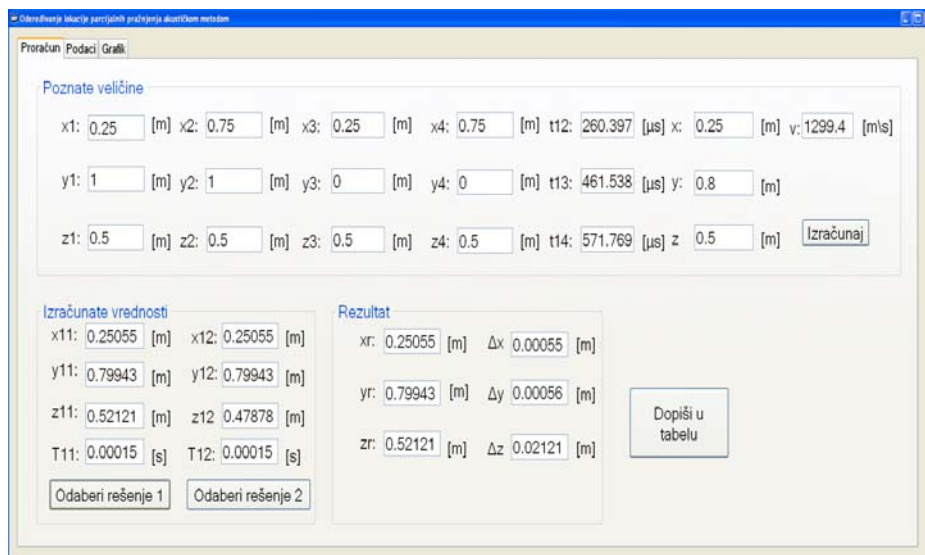 Odeređivanje lokacije parcijalnih pražnjenja akustičkom metodom
Proračun Podaci Grafik
Poznate veličine
x1: 0.25 [m] x2: 0.75 [m] x3: 0.25 [m] x4: 0.75 [m] t12: 260.397 [µs] x: 0.25 [m] v: 1299.4 [m\s]
y1: 1 [m] y2: 1 [m] y3: 0 [m] y4: 0 [m] t13: 461.538 [µs] y: 0.8 [m]
z1: 0.5 [m] z2: 0.5 [m] z3: 0.5 [m] z4: 0.5 [m] t14: 571.769 [µs] z 0.5 [m] Izračunaj
Izračunate vrednosti
x11: 0.25055 [m] x12: 0.25055 [m]
y11: 0.79943 [m] y12: 0.79943 [m]
z11: 0.52121 [m] z12 0.47878 [m]
T11: 0.00015 [s] T12: 0.00015 [s]
Odaberi rešenje 1 Odaberi rešenje 2
Rezultat
xr: 0.25055 [m] Δx 0.00055 [m]
yr: 0.79943 [m] Δy 0.00056 [m]
zr: 0.52121 [m] Δz 0.02121 [m]
Dopiši u
tabelu